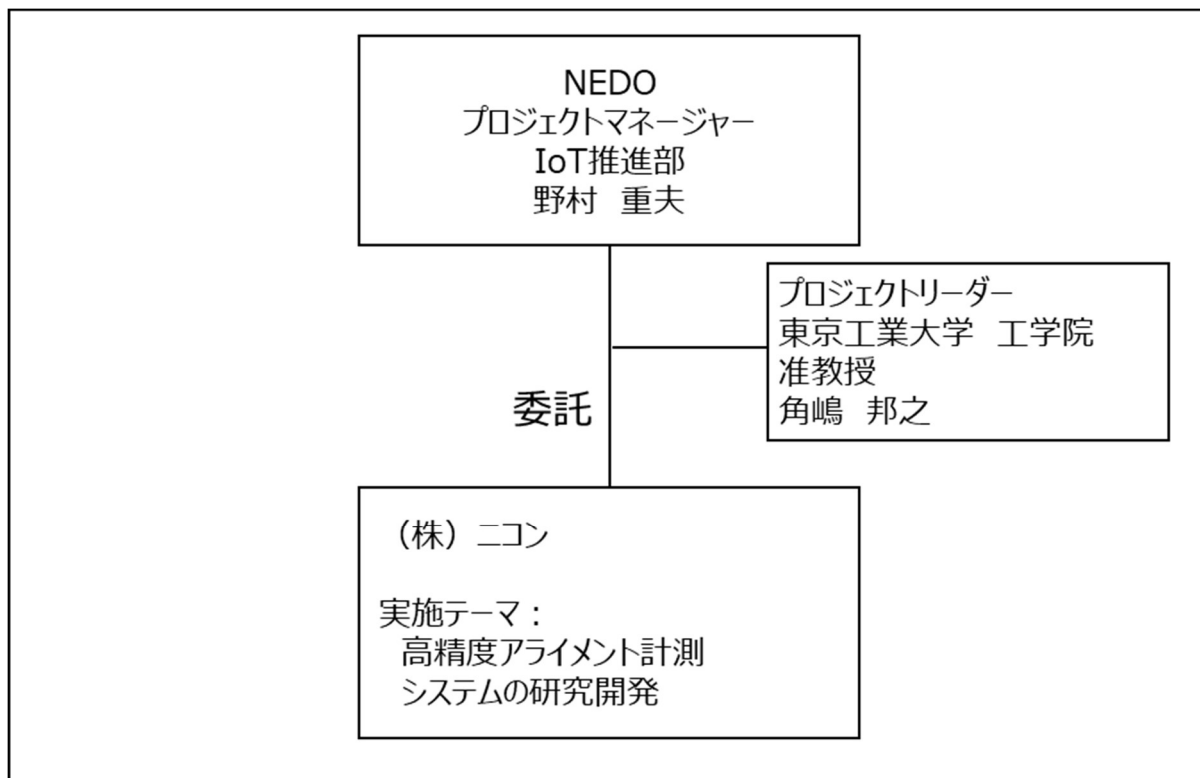 NEDO
プロジェクトマネージャー
IoT推進部
野村　重夫
プロジェクトリーダー
東京工業大学　工学院
准教授
角嶋　邦之
委託
（株）ニコン
実施テーマ：
高精度アライメント計測
システムの研究開発